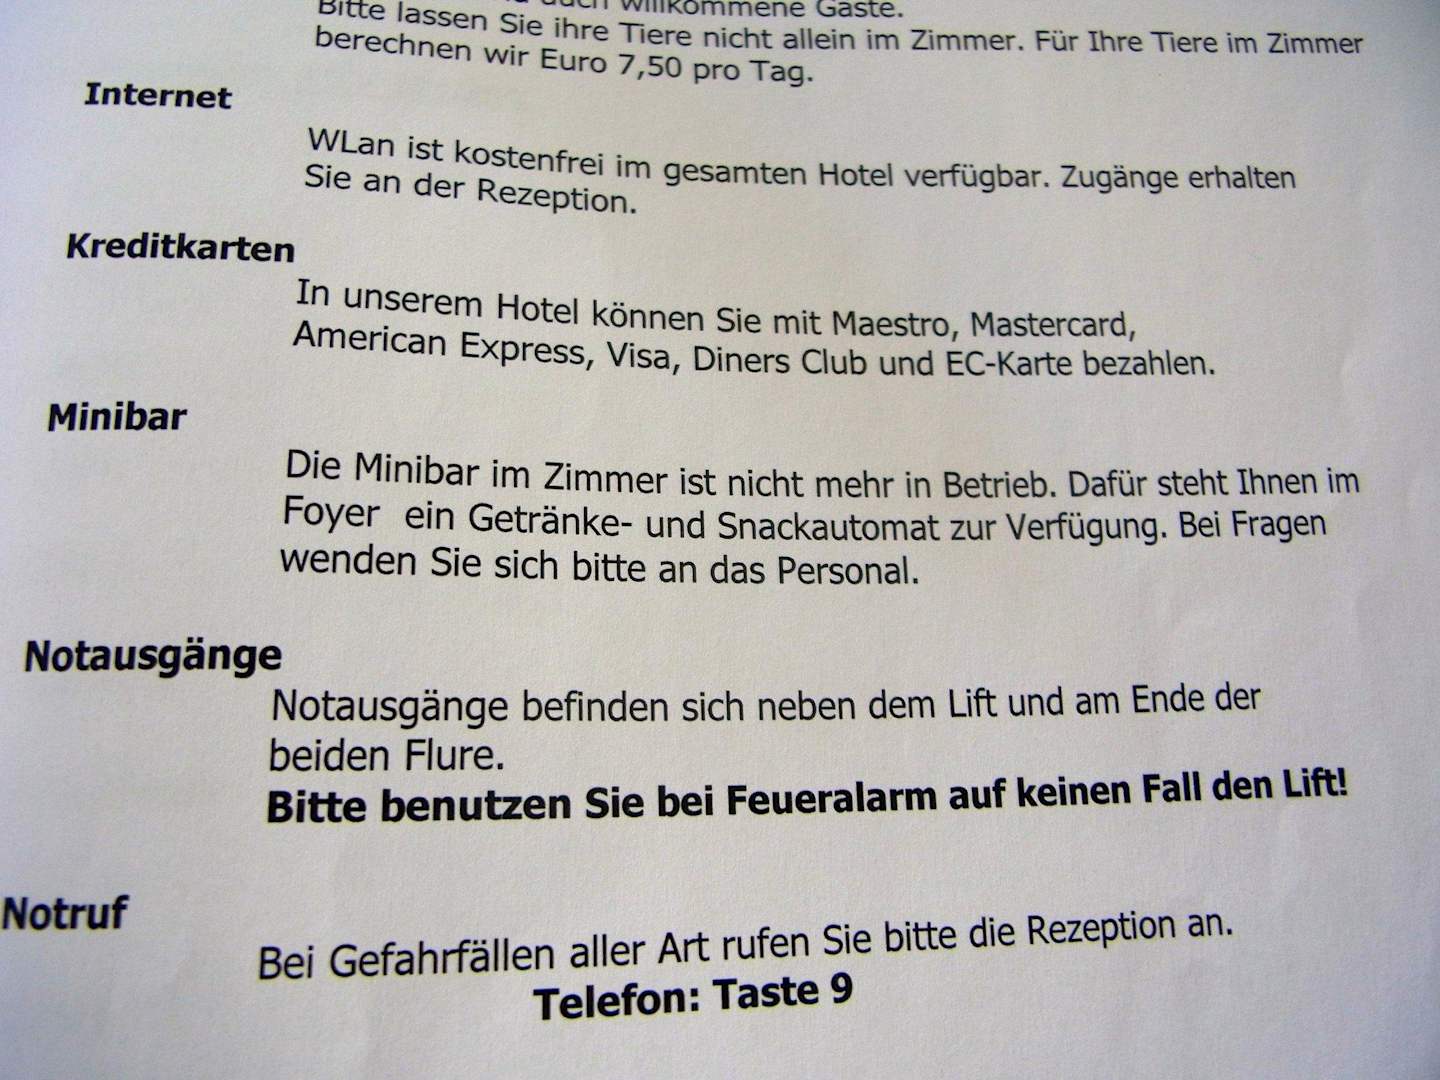 auch willkommene Gäste.
Bitte lassen Sie ihre Tiere nicht allein im Zimmer. Für Ihre Tiere im Zimmer
berechnen wir Euro 7,50 pro Tag.
Internet
WLan ist kostenfrei im gesamten Hotel verfügbar. Zugänge erhalten
Sie an der Rezeption.
Kreditkarten
In unserem Hotel können Sie mit Maestro, Mastercard,
American Express, Visa, Diners Club und EC-Karte bezahlen.
Minibar
Die Minibar im Zimmer ist nicht mehr in Betrieb. Dafür steht Ihnen im
Foyer ein Getränke- und Snackautomat zur Verfügung. Bei Fragen
wenden Sie sich bitte an das Personal.
Notausgänge
Notausgänge befinden sich neben dem Lift und am Ende der
beiden Flure.
Bitte benutzen Sie bei Feueralarm auf keinen Fall den Lift!
Notruf
Bei Gefahrfällen aller Art rufen Sie bitte die Rezeption an.
Telefon: Taste 9